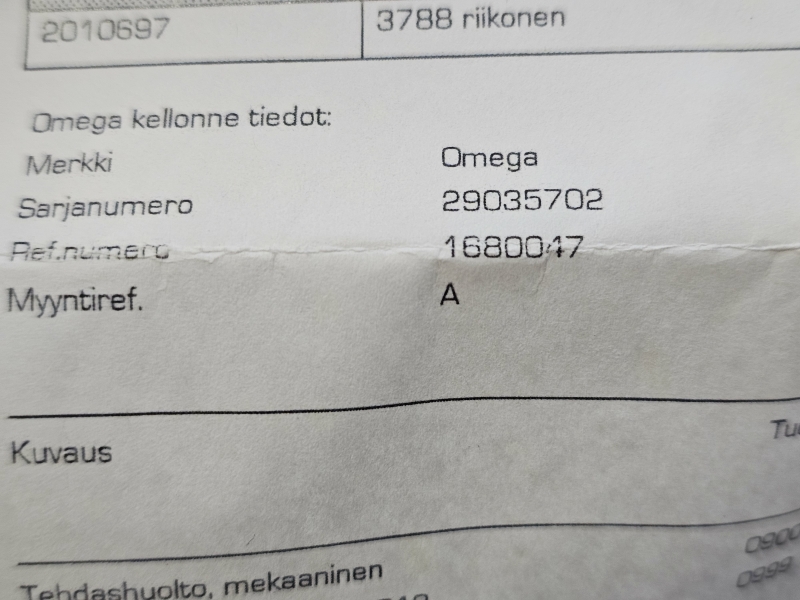 2010697
3788 riikonen
Omega kellonne tiedot:
Merkki Omega
Sarjanumero 29035702
Ref.numero 1680047
Myyntiref. A
Kuvaus
Tehdashuolto, mekaaninen